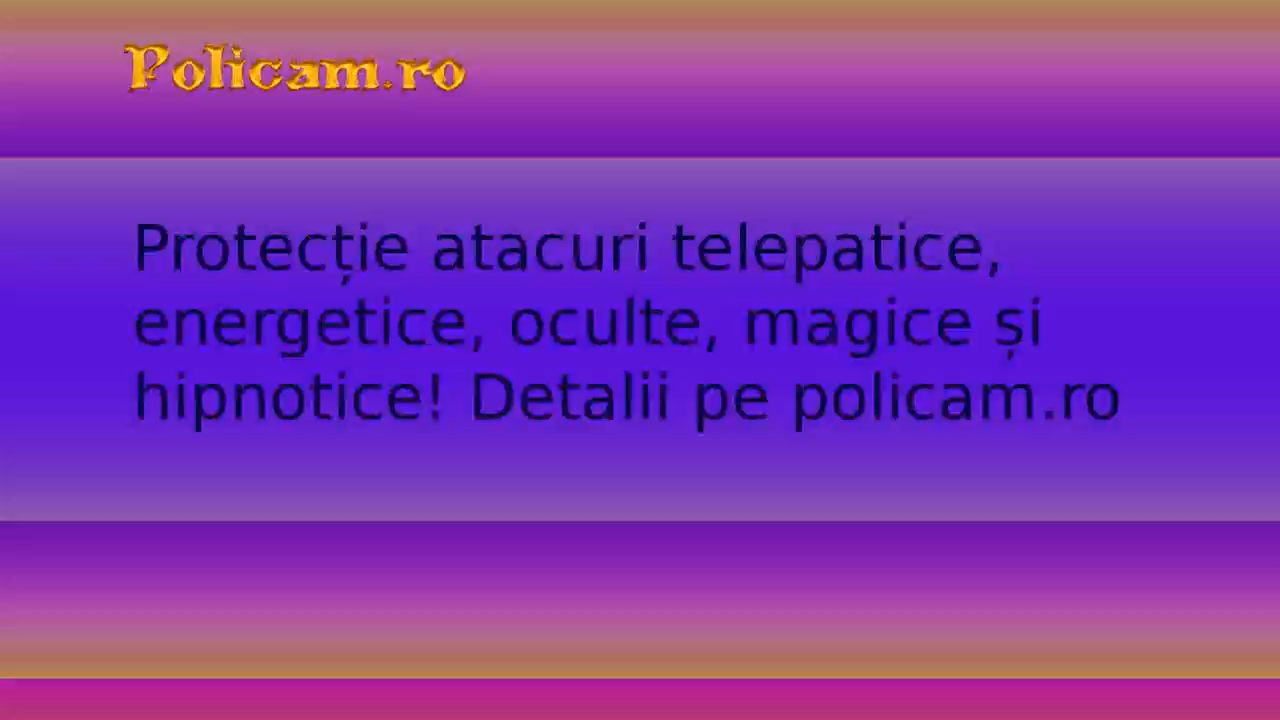 Policam.ro
Protecție atacuri telepatice,
energetice, oculte, magice și
hipnotice! Detalii pe policam.ro